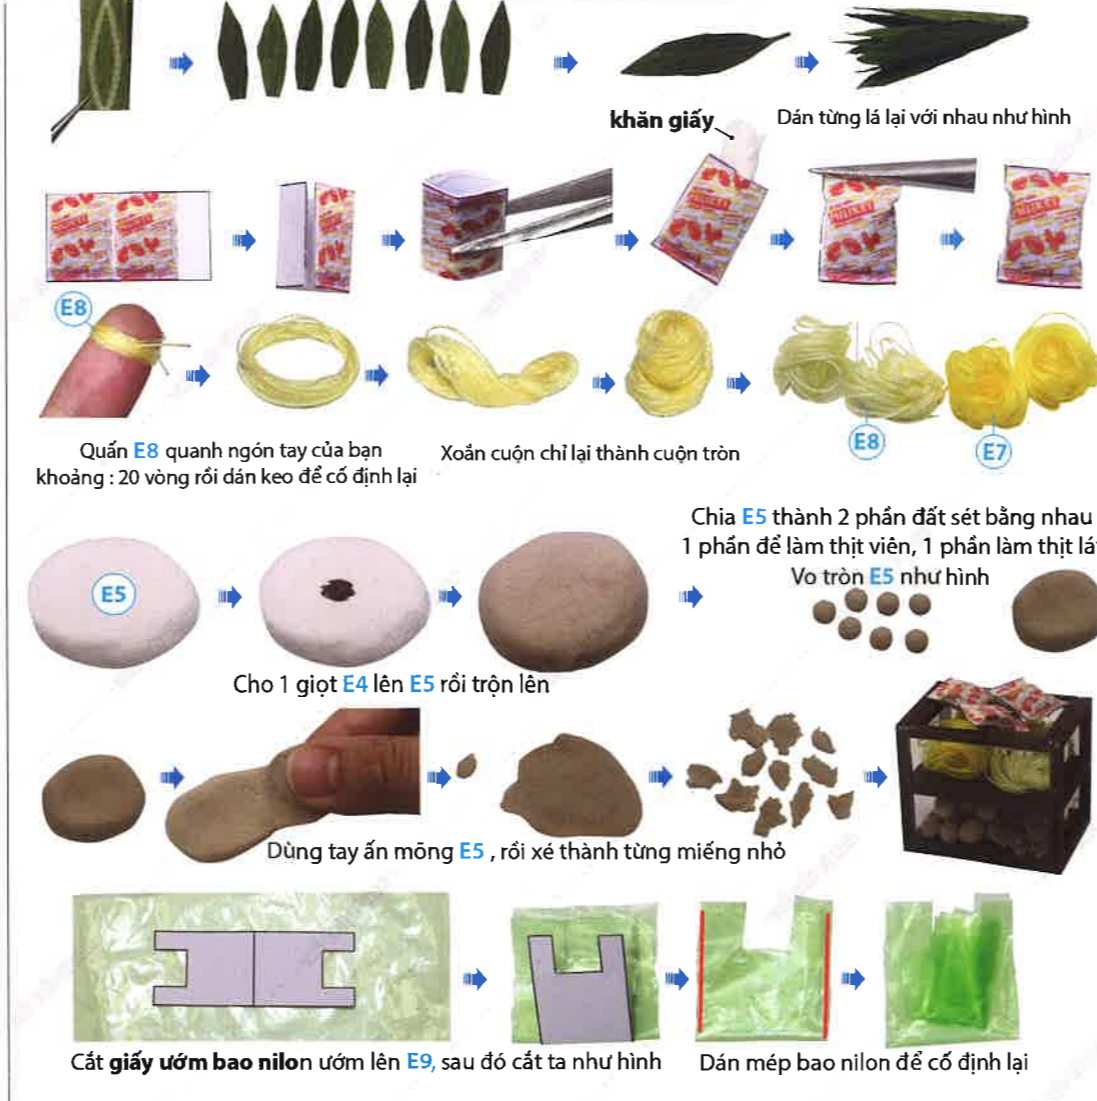 khăn giấy
Dán từng lá lại với nhau như hình
E8
E8
E7
Quấn E8 quanh ngón tay của bạn
khoảng : 20 vòng rồi dán keo để cố định lại
Xoắn cuộn chỉ lại thành cuộn tròn
Chia E5 thành 2 phần đất sét bằng nhau
1 phần để làm thịt viên, 1 phần làm thịt lát
Vo tròn E5 như hình
E5
Cho 1 giọt E4 lên E5 rồi trộn lên
Dùng tay ấn mõng E5 , rồi xé thành từng miếng nhỏ
Cắt giấy ướm bao nilon ướm lên E9, sau đó cắt ta như hình
Dán mép bao nilon để cố định lại